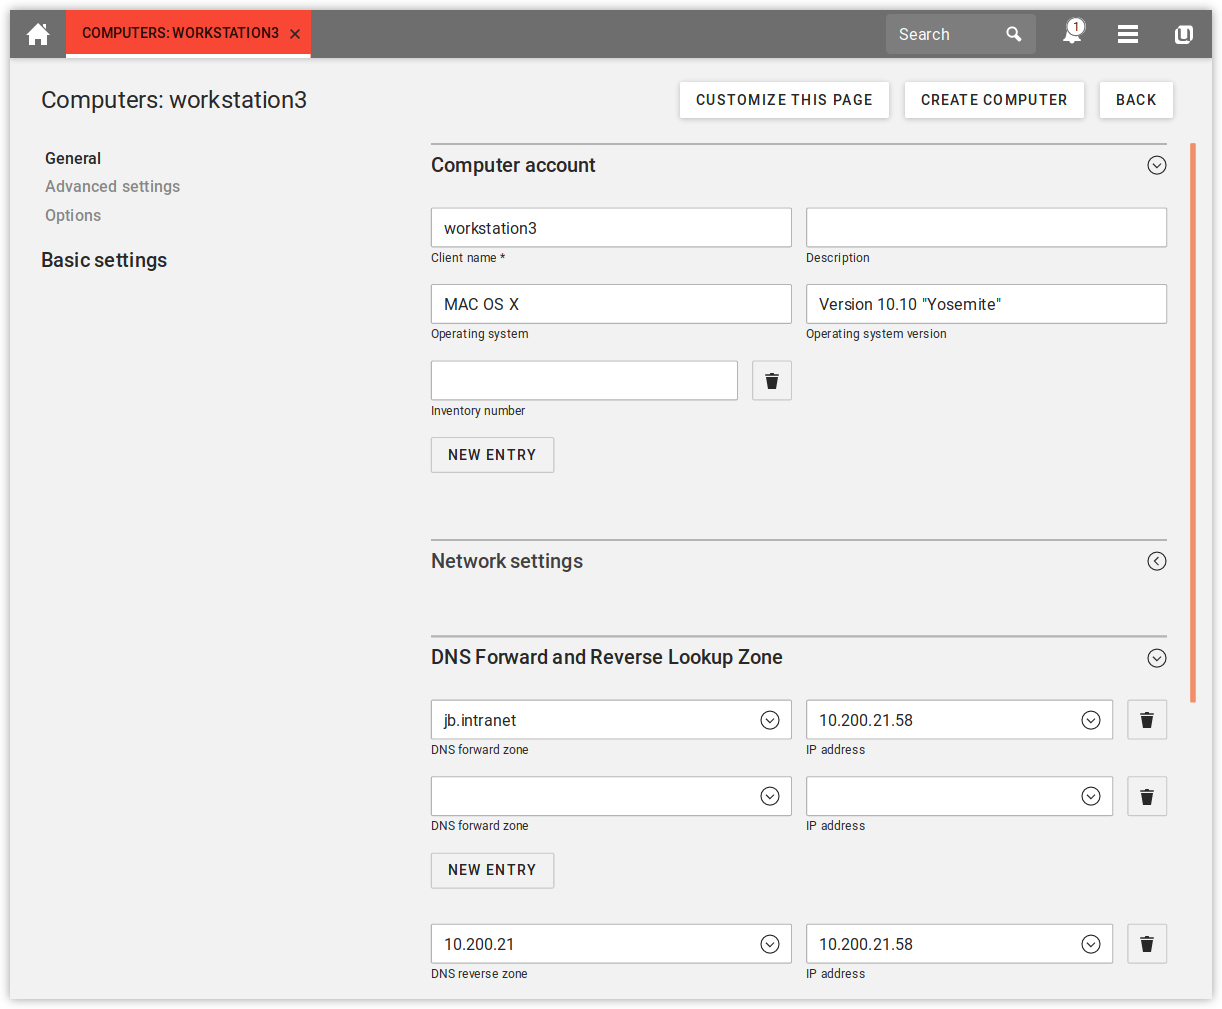 COMPUTERS: WORKSTATION3
Search
1
Computers: workstation3
CUSTOMIZE THIS PAGE
CREATE COMPUTER
BACK
General
Advanced settings
Options
Basic settings
Computer account
workstation3
Client name *
Description
MAC OS X
Operating system
Version 10.10 "Yosemite"
Operating system version
Inventory number
NEW ENTRY
Network settings
DNS Forward and Reverse Lookup Zone
jb.intranet
DNS forward zone
10.200.21.58
IP address
DNS forward zone
IP address
NEW ENTRY
10.200.21
DNS reverse zone
10.200.21.58
IP address